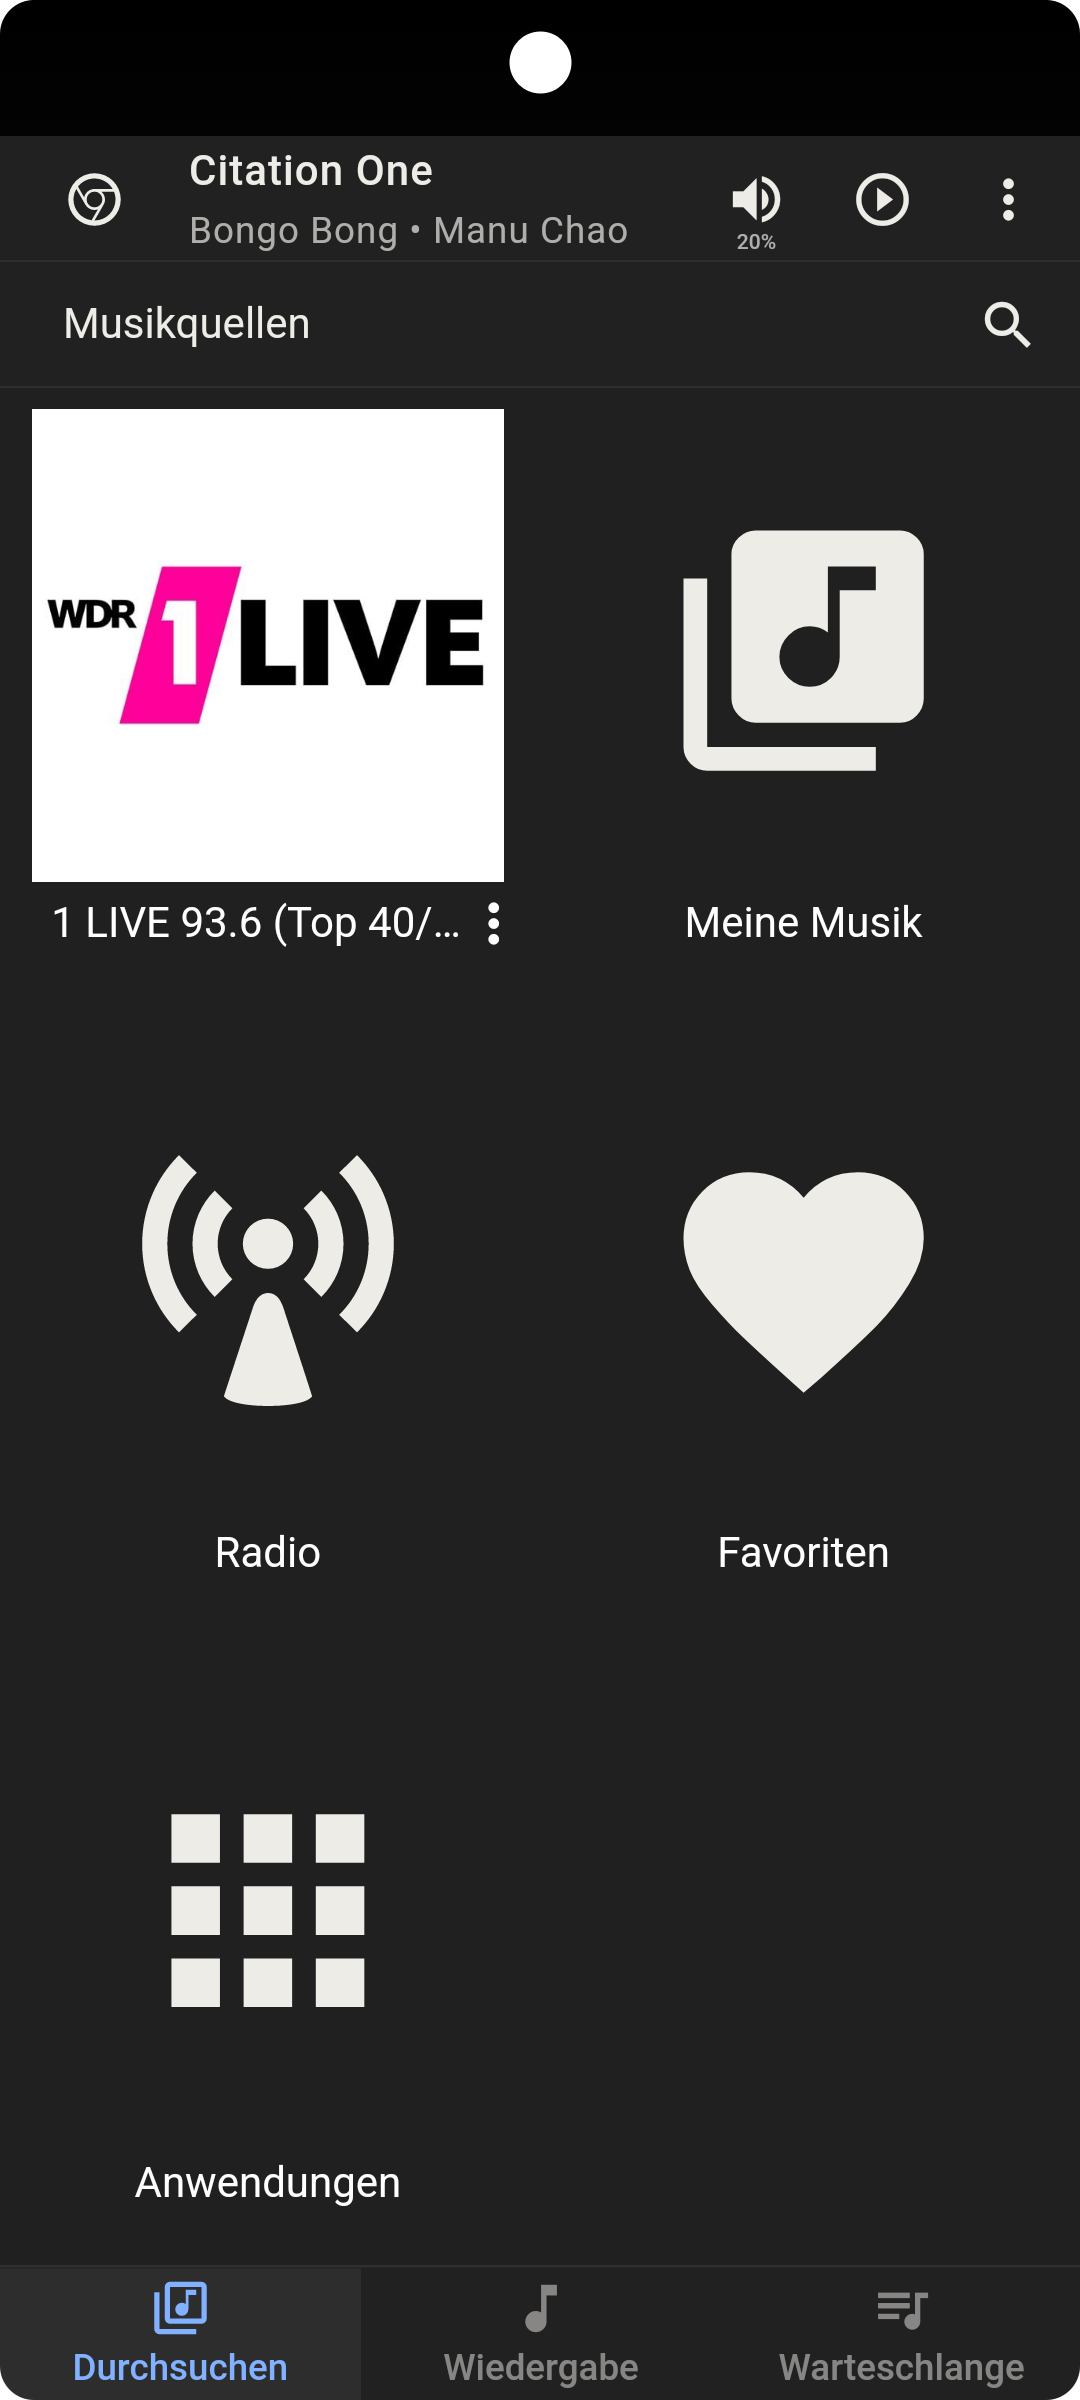 Citation One
Bongo Bong • Manu Chao
20%
Musikquellen
WDR 1LIVE
1 LIVE 93.6 (Top 40/…
Meine Musik
Radio
Favoriten
Anwendungen
Durchsuchen
Wiedergabe
Warteschlange